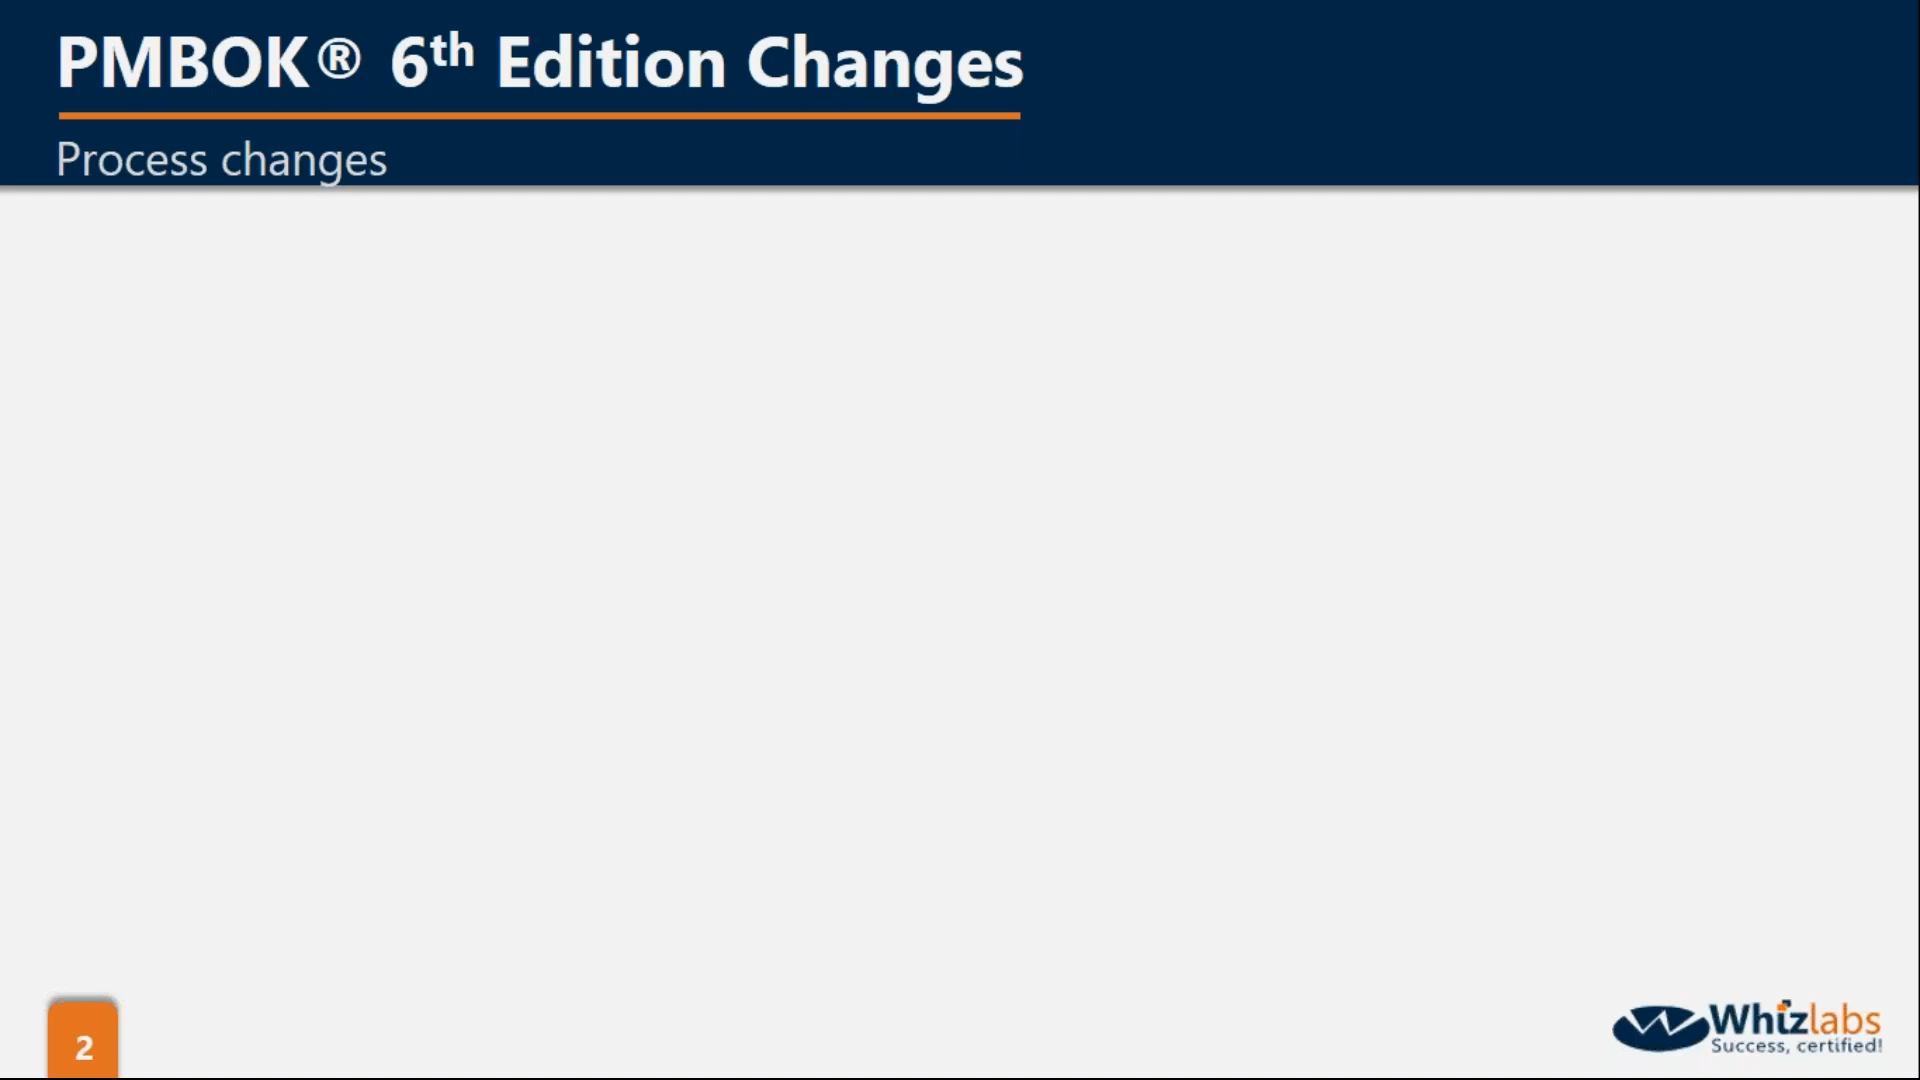 PMBOK® 6th Edition Changes
Process changes
2
Whizlabs
Success, certified!